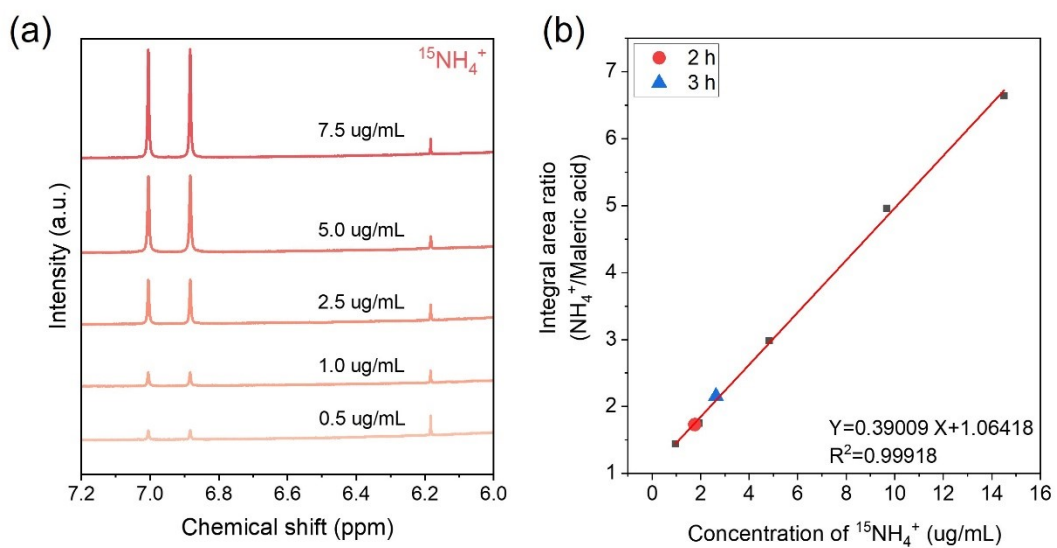 (a)
¹⁵NH₄⁺
7.5 ug/mL
5.0 ug/mL
2.5 ug/mL
1.0 ug/mL
0.5 ug/mL
Intensity (a.u.)
7.2 7.0 6.8 6.6 6.4 6.2 6.0
Chemical shift (ppm)
(b)
2 h
3 h
Integral area ratio
(NH₄⁺/Maleric acid)
7
6
5
4
3
2
1
Y=0.39009 X+1.06418
R²=0.99918
0 2 4 6 8 10 12 14 16
Concentration of ¹⁵NH₄⁺ (ug/mL)